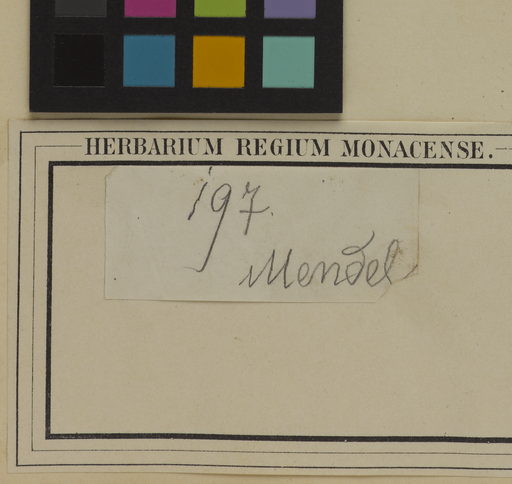 HERBARIUM REGIUM MONACENSE.
197.
Mendel